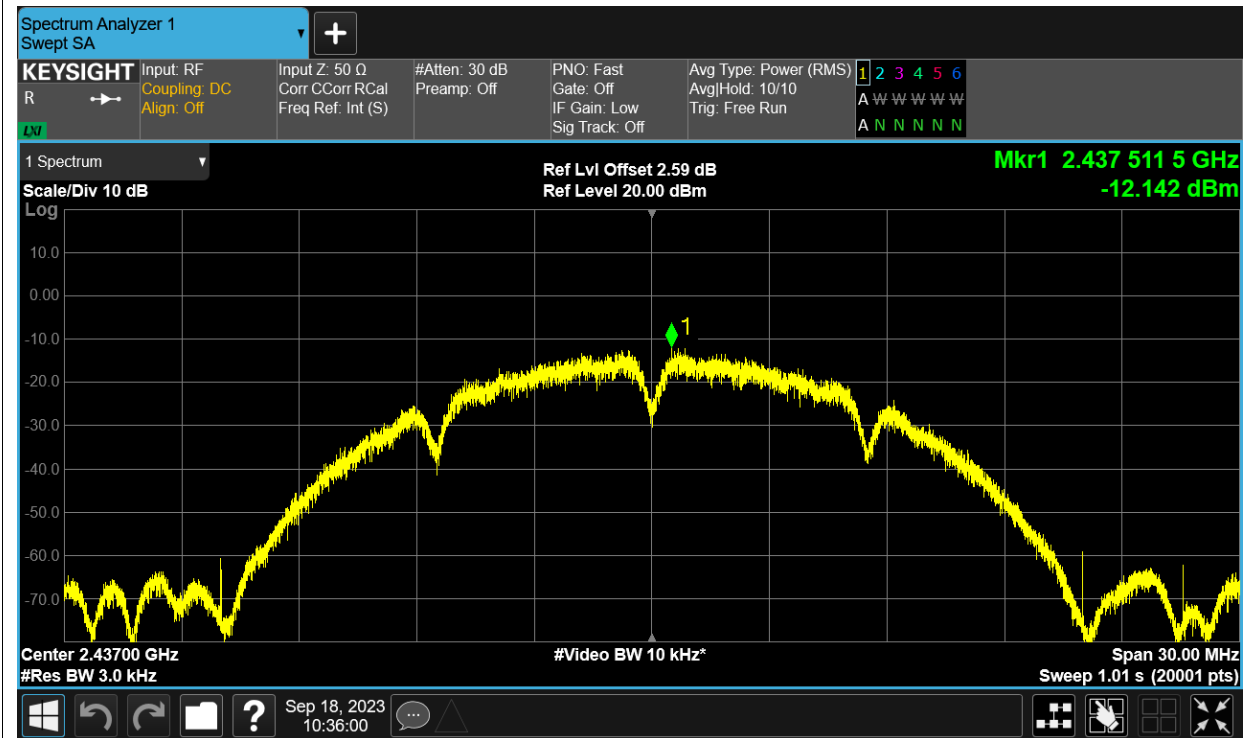 Spectrum Analyzer 1
Swept SA
KEYSIGHT
R
LXI
Input: RF
Coupling: DC
Align: Off
Input Z: 50 Ω
Corr CCorr RCal
Freq Ref: Int (S)
#Atten: 30 dB
Preamp: Off
PNO: Fast
Gate: Off
IF Gain: Low
Sig Track: Off
Avg Type: Power (RMS)
Avg|Hold: 10/10
Trig: Free Run
1 2 3 4 5 6
A W W W W W
A N N N N N
1 Spectrum
Scale/Div 10 dB
Ref Lvl Offset 2.59 dB
Ref Level 20.00 dBm
Mkr1 2.437 511 5 GHz
-12.142 dBm
Log
10.0
0.00
-10.0
-20.0
-30.0
-40.0
-50.0
-60.0
-70.0
1
Center 2.43700 GHz
#Video BW 10 kHz*
Span 30.00 MHz
#Res BW 3.0 kHz
Sweep 1.01 s (20001 pts)
?
Sep 18, 2023
10:36:00